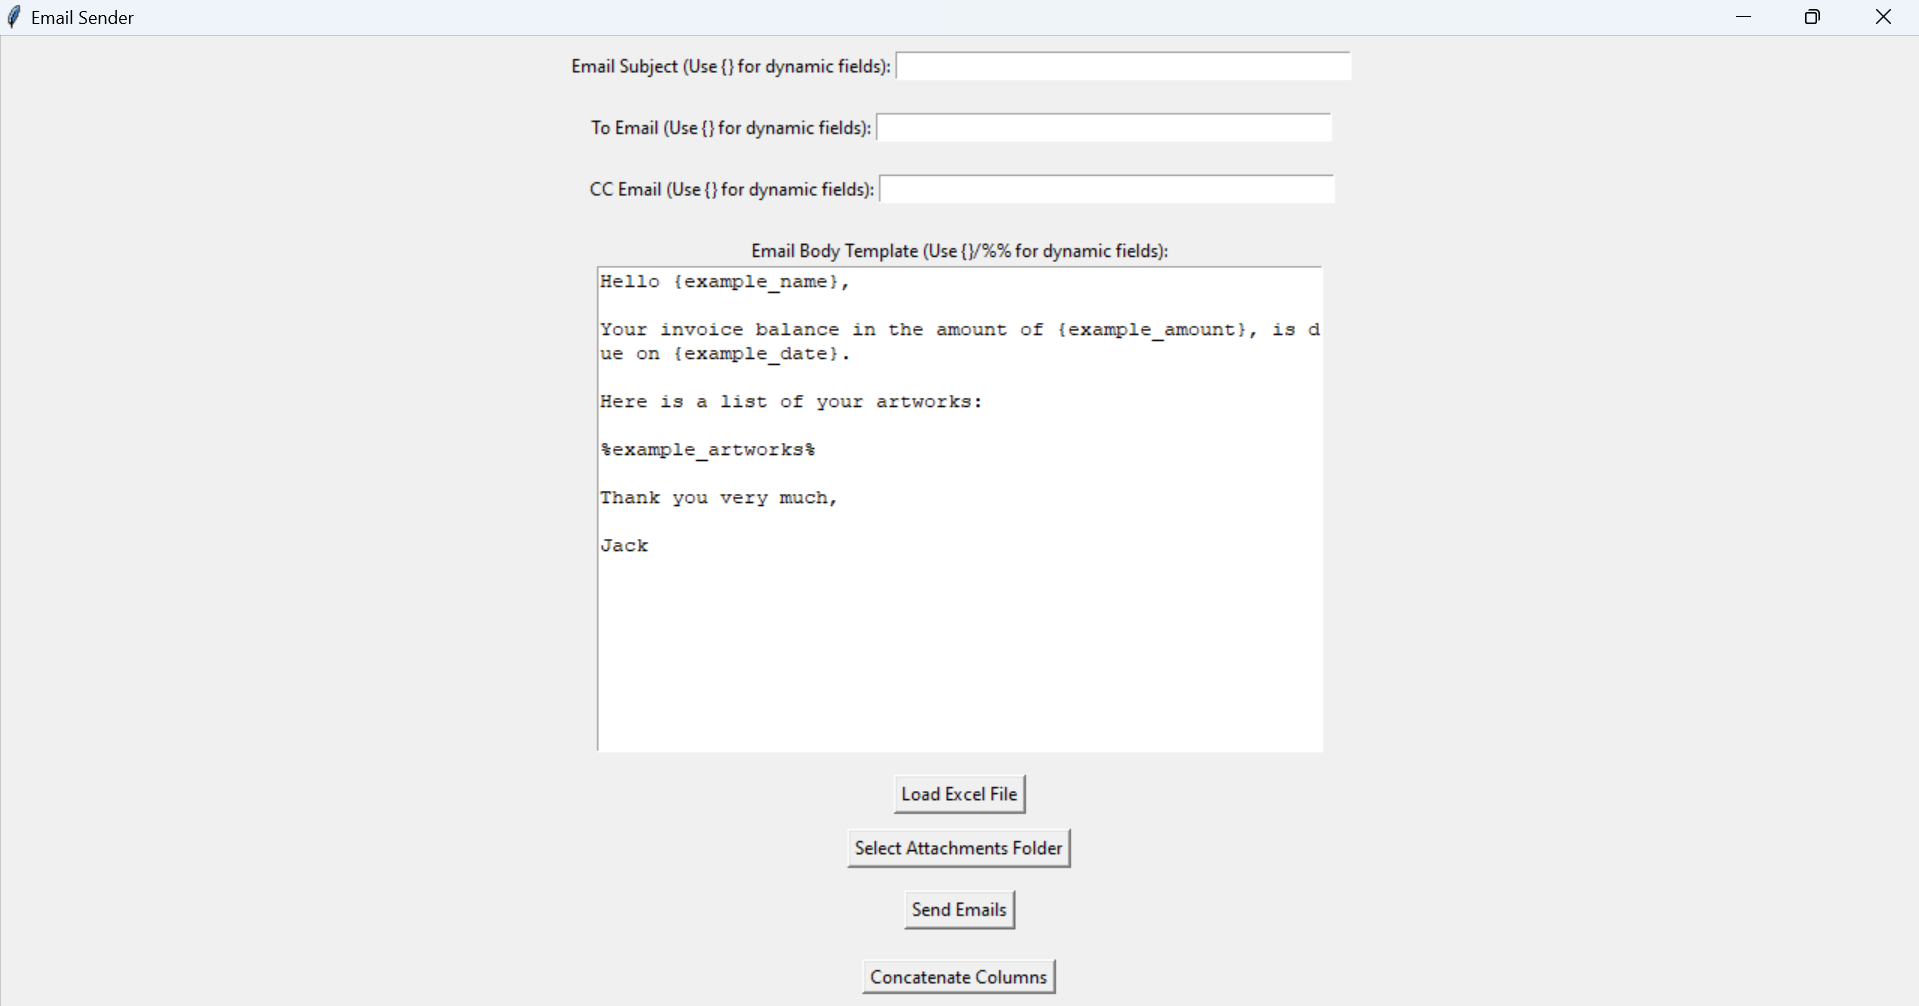 Email Sender
Email Subject (Use {} for dynamic fields):
To Email (Use {} for dynamic fields):
CC Email (Use {} for dynamic fields):
Email Body Template (Use {}/%% for dynamic fields):
Hello {example_name},
Your invoice balance in the amount of {example_amount}, is d
ue on {example_date}.
Here is a list of your artworks:
%example_artworks%
Thank you very much,
Jack
Load Excel File
Select Attachments Folder
Send Emails
Concatenate Columns